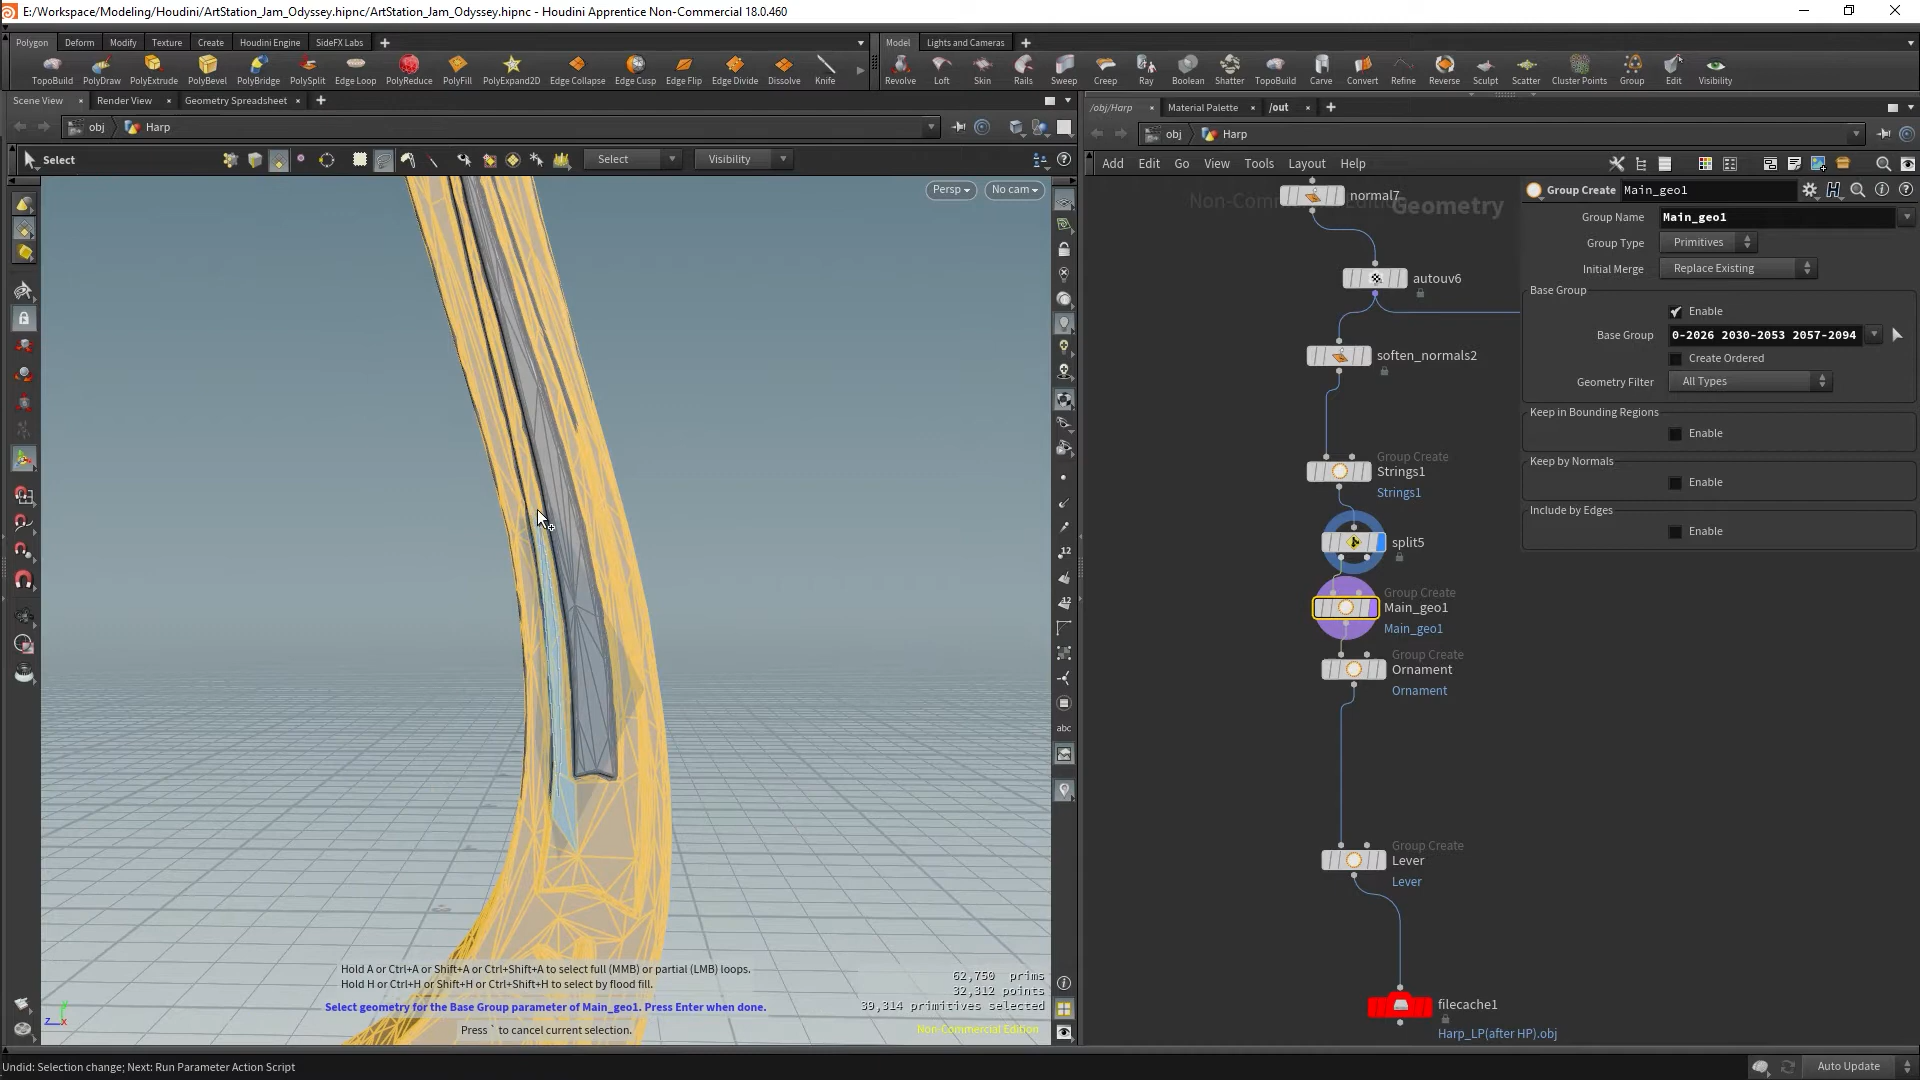 E:/Workspace/Modeling/Houdini/ArtStation_Jam_Odyssey.hipnc/ArtStation_Jam_Odyssey.hipnc - Houdini Apprentice Non-Commercial 18.0.460
Polygon Deform Modify Texture Create Houdini Engine SideFX Labs
Model Lights and Cameras
TopoBuild PolyDraw PolyExtrude PolyBevel PolyBridge PolySplit Edge Loop PolyReduce PolyFill PolyExpand2D Edge Collapse Edge Cusp Edge Flip Edge Divide Dissolve Knife
Revolve Loft Skin Rails Sweep Creep Ray Boolean Shatter TopoBuild Carve Convert Refine Reverse Sculpt Scatter Cluster Points Group Edit Visibility
Scene View Render View Geometry Spreadsheet
/obj/Harp Material Palette /out
obj Harp
obj Harp
Select Select Visibility
Add Edit Go View Tools Layout Help
Persp No cam
Geometry
normal7
autouv6
soften_normals2
Group Create
Strings1
Strings1
split5
Group Create
Main_geo1
Main_geo1
Group Create
Ornament
Ornament
Group Create
Lever
Lever
filecache1
Harp_LP(after HP).obj
Group Create Main_geo1
Group Name Main_geo1
Group Type Primitives
Initial Merge Replace Existing
Base Group
Enable
Base Group 0-2026 2030-2053 2057-2094
Create Ordered
Geometry Filter All Types
Keep in Bounding Regions
Enable
Keep by Normals
Enable
Include by Edges
Enable
12
12
abc
Hold A or Ctrl+A or Shift+A or Ctrl+Shift+A to select full (MMB) or partial (LMB) loops.
Hold H or Ctrl+H or Shift+H or Ctrl+Shift+H to select by flood fill.
Select geometry for the Base Group parameter of Main_geo1. Press Enter when done.
Press ` to cancel current selection.
62,750 prims
32,312 points
39,314 primitives selected
Non-Commercial Edition
z x y
Undid: Selection change; Next: Run Parameter Action Script
Auto Update